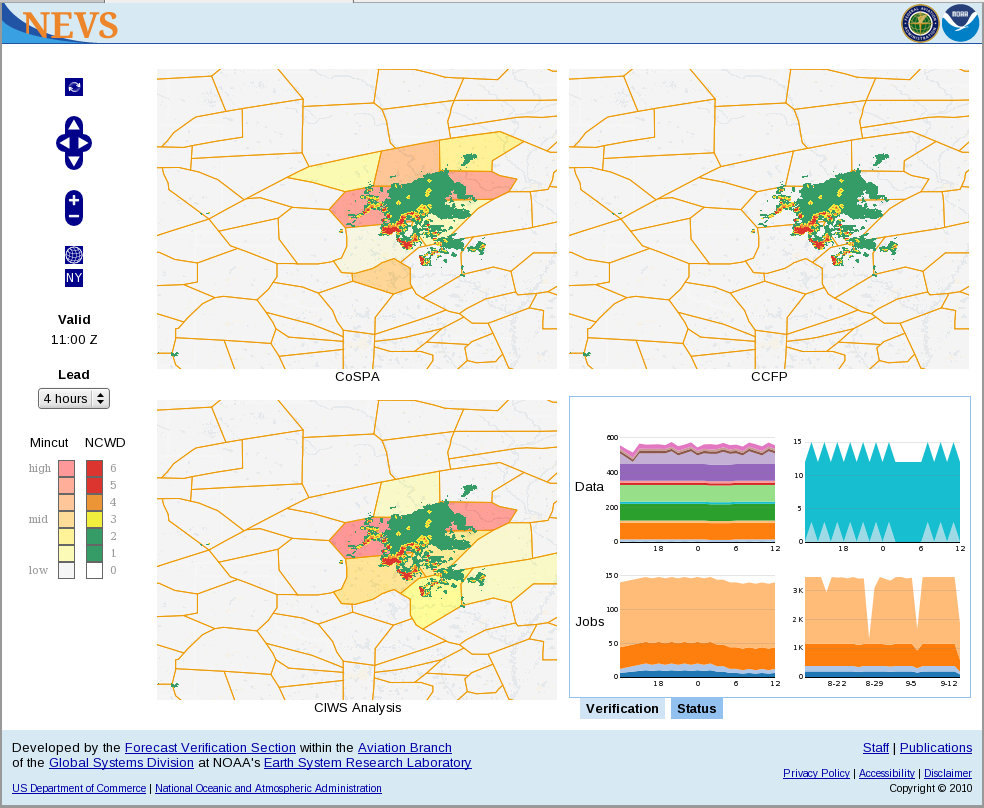 NEVS
NOAA
NY
Valid
11:00 Z
Lead
4 hours
Mincut NCWD
high 6
5
4
mid 3
2
1
low 0
CoSPA
CCFP
CIWS Analysis
Data
600
400
200
0
18 0 6 12
15
10
5
0
18 0 6 12
Jobs
150
100
50
0
18 0 6 12
3K
2K
1K
0
8-22 8-29 9-5 9-12
Verification Status
Developed by the Forecast Verification Section within the Aviation Branch
of the Global Systems Division at NOAA's Earth System Research Laboratory
US Department of Commerce | National Oceanic and Atmospheric Administration
Staff | Publications
Privacy Policy | Accessibility | Disclaimer
Copyright © 2010